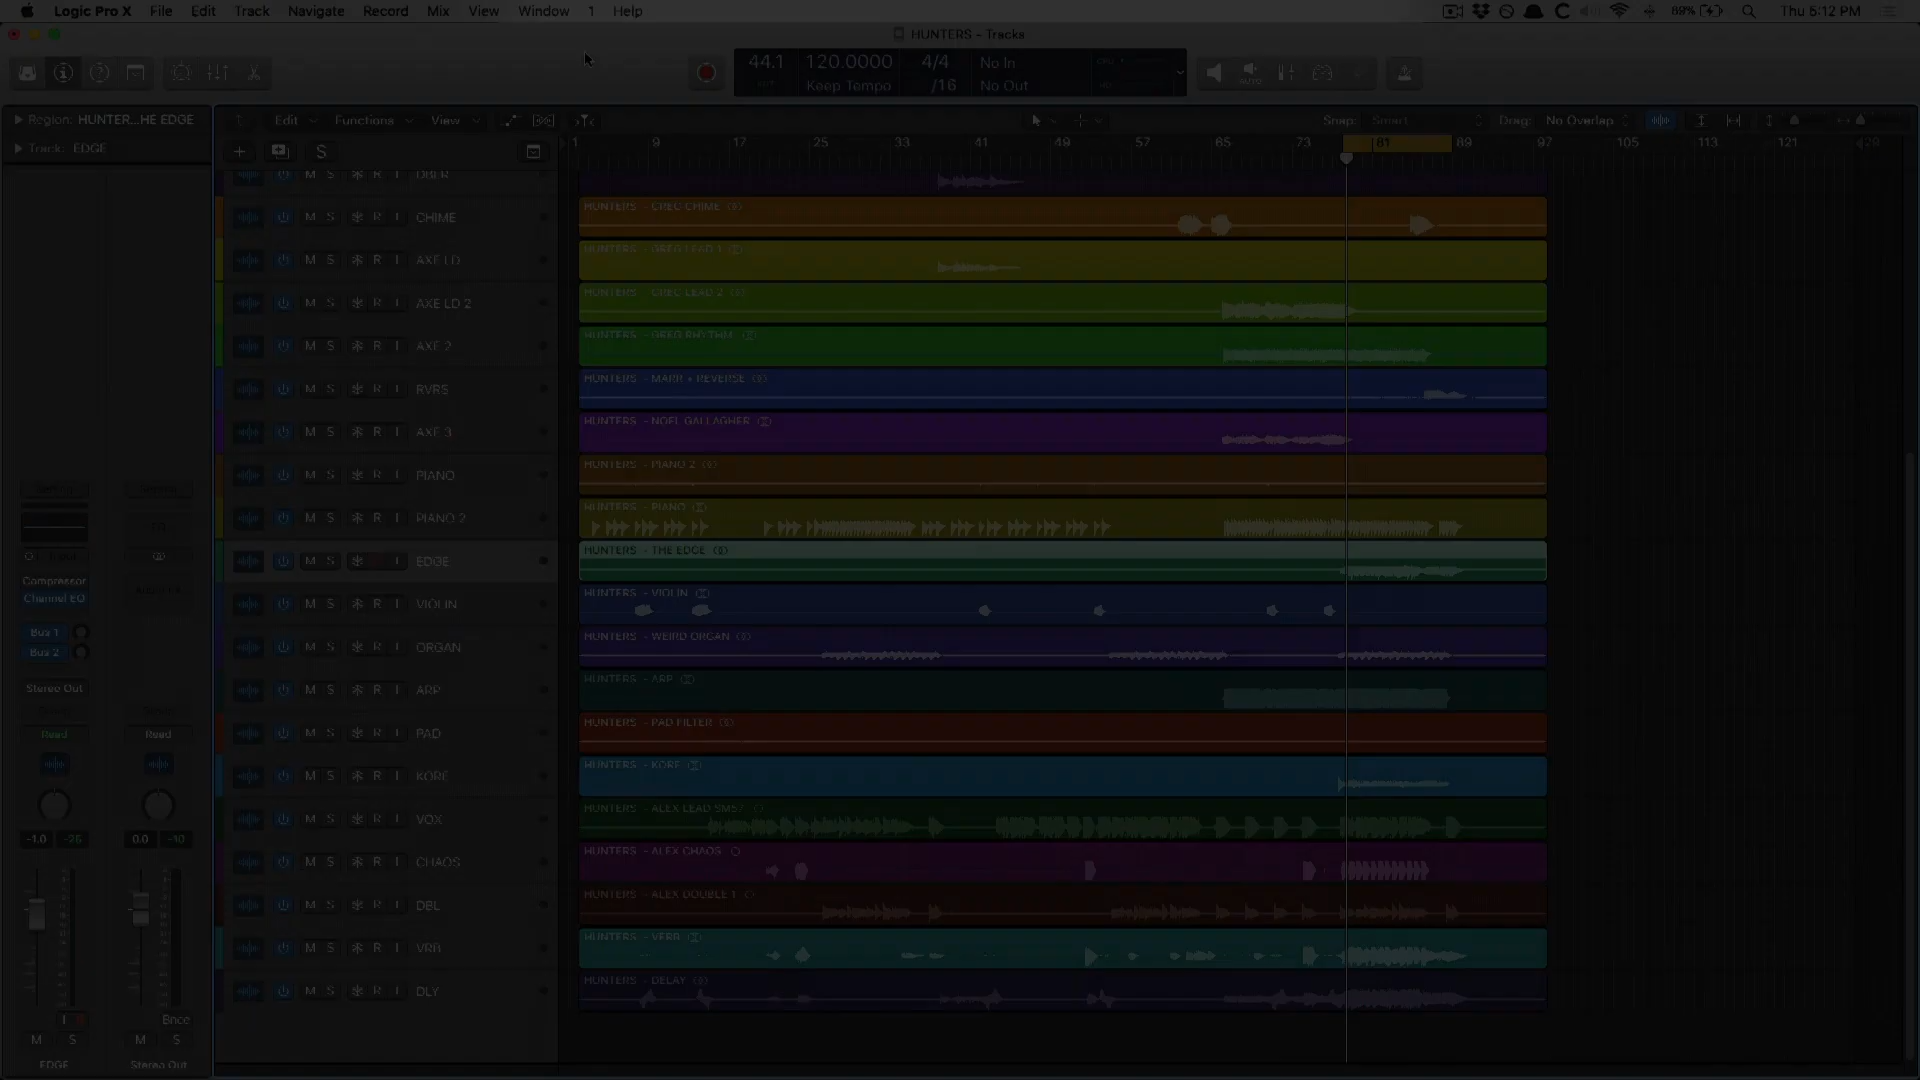 Logic Pro X File Edit Track Navigate Record Mix View Window 1 Help
89% Thu 5:12 PM
HUNTERS - Tracks
44.1 120.0000 4/4 No In
Keep Tempo /16 No Out
CPU
HD
AUTO
Region: HUNTER...HE EDGE
Track: EDGE
Edit Functions View
Snap: Smart Drag: No Overlap
S
1 9 17 25 33 41 49 57 65 73 81 89 97 105 113 121 129
M S R I OBER
M S R I CHIME
HUNTERS - GREG CHIME
M S R I AXE LD
HUNTERS - GREG LEAD 1
M S R I AXE LD 2
HUNTERS - GREG LEAD 2
M S R I AXE 2
HUNTERS - GREG RHYTHM
M S R I RVRS
HUNTERS - MARR + REVERSE
M S R I AXE 3
HUNTERS - NOEL GALLAGHER
M S R I PIANO
HUNTERS - PIANO 2
M S R I PIANO 2
HUNTERS - PIANO
M S I EDGE
HUNTERS - THE EDGE
M S R I VIOLIN
HUNTERS - VIOLIN
M S R I ORGAN
HUNTERS - WEIRD ORGAN
M S R I ARP
HUNTERS - ARP
M S R I PAD
HUNTERS - PAD FILTER
M S R I KORE
HUNTERS - KORE
M S R I VOX
HUNTERS - ALEX LEAD SM57
M S R I CHAOS
HUNTERS - ALEX CHAOS
M S R I DBL
HUNTERS - ALEX DOUBLE 1
M S R I VRB
HUNTERS - VERB
M S R I DLY
HUNTERS - DELAY
Compressor
Channel EQ
Bus 1
Bus 2
Stereo Out
Read Read
-1.0 -26 0.0 -10
I Bnce
M S M S
EDGE Stereo Out